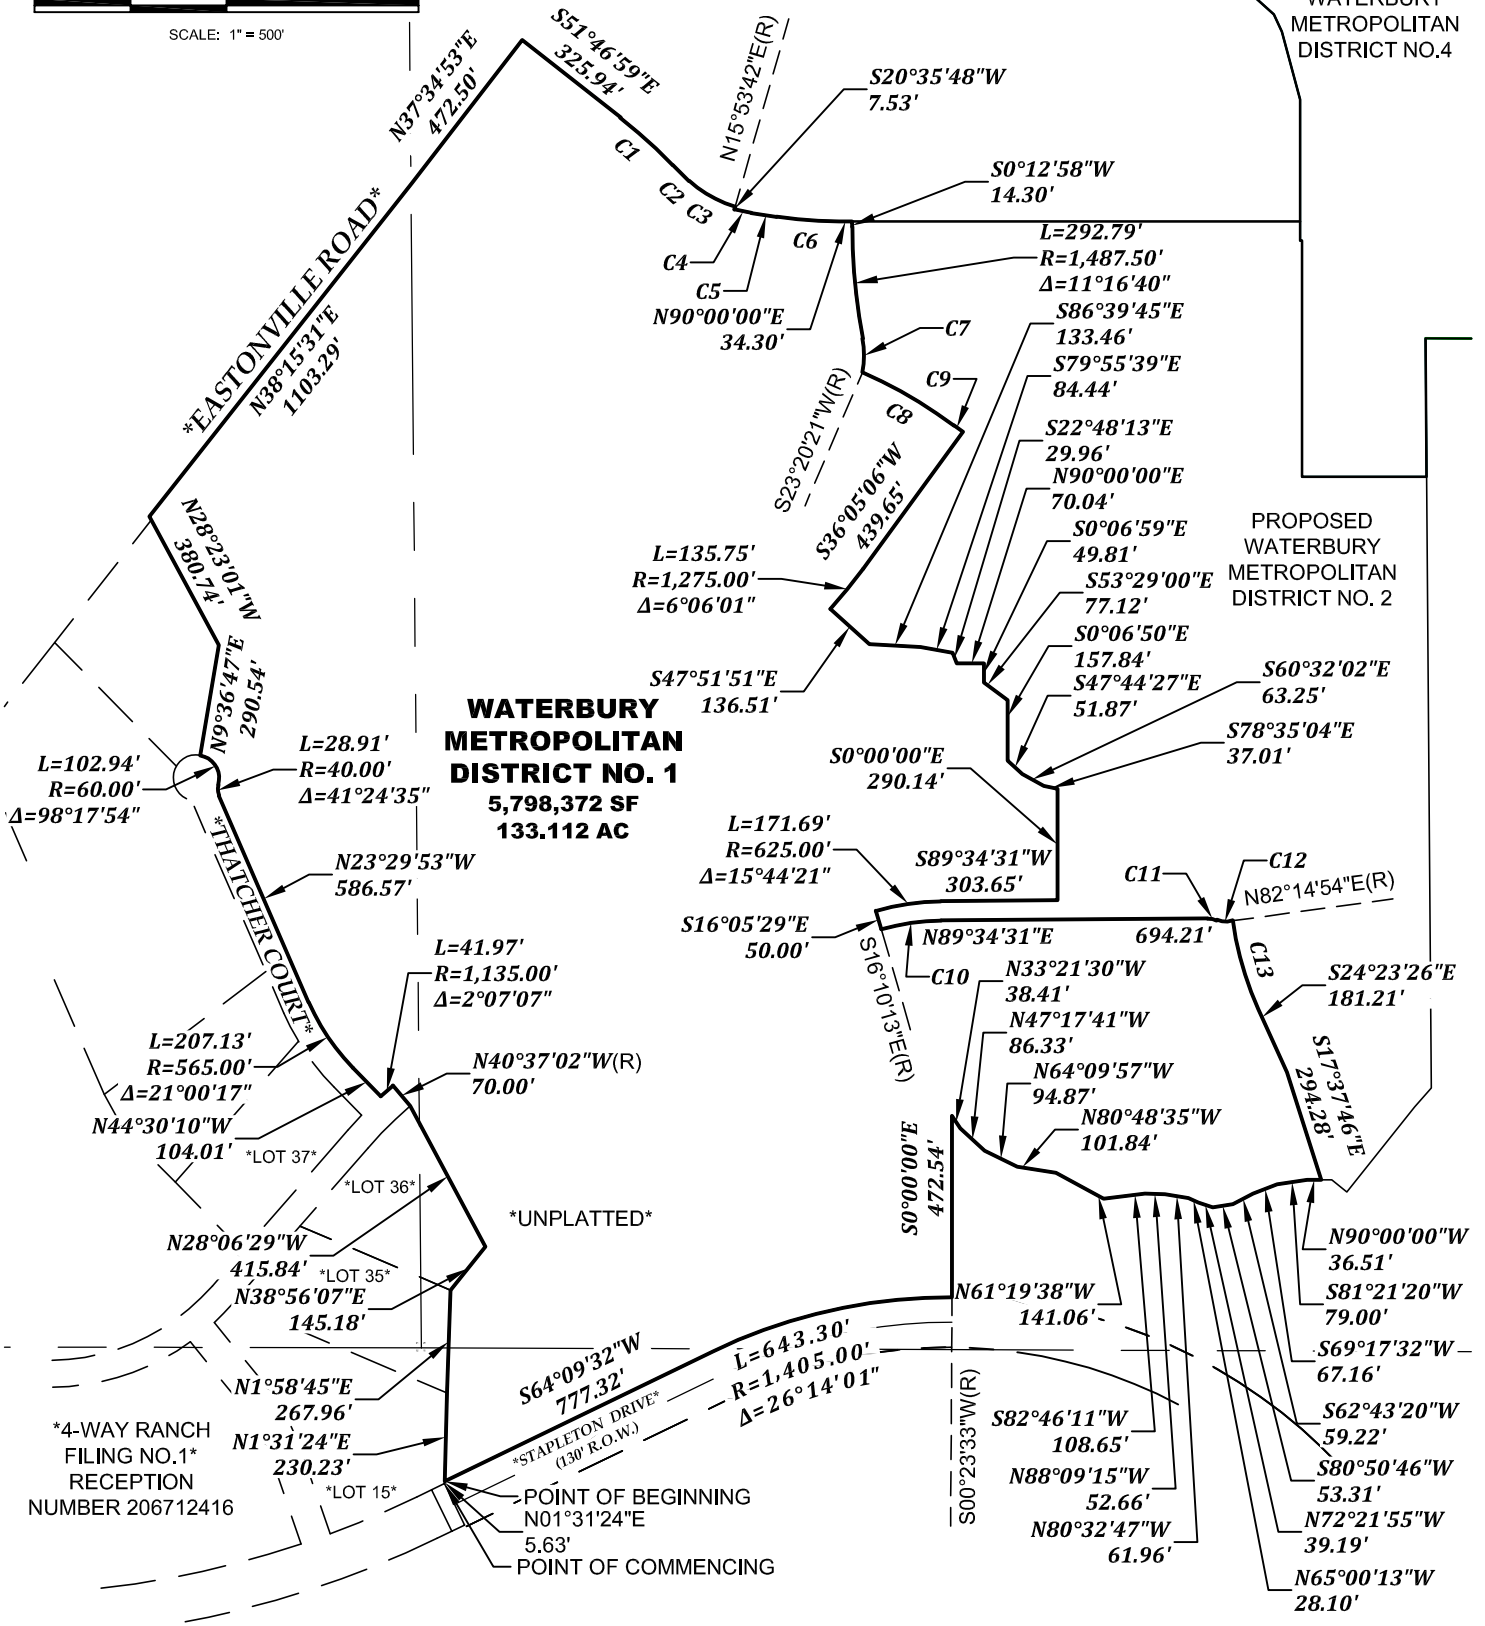 SCALE: 1" = 500'
WATERBURY
METROPOLITAN
DISTRICT NO.4
N37°34'53"E
472.50'
S51°46'59"E
325.94'
N15°53'42"E(R)
S20°35'48"W
7.53'
C1
C2
C3
C4
C5
C6
S0°12'58"W
14.30'
N90°00'00"E
34.30'
L=292.79'
R=1,487.50'
Δ=11°16'40"
*EASTONVILLE ROAD*
N38°15'31"E
1103.29'
C7
S86°39'45"E
133.46'
S79°55'39"E
84.44'
C9
C8
S23°20'21"W(R)
S22°48'13"E
29.96'
N90°00'00"E
70.04'
S36°05'06"W
439.65'
S0°06'59"E
49.81'
S53°29'00"E
77.12'
PROPOSED
WATERBURY
METROPOLITAN
DISTRICT NO. 2
N28°23'01"W
380.74'
L=135.75'
R=1,275.00'
Δ=6°06'01"
S0°06'50"E
157.84'
S47°44'27"E
51.87'
S60°32'02"E
63.25'
S78°35'04"E
37.01'
S47°51'51"E
136.51'
N9°36'47"E
290.54'
WATERBURY
METROPOLITAN
DISTRICT NO. 1
5,798,372 SF
133.112 AC
L=102.94'
R=60.00'
Δ=98°17'54"
L=28.91'
R=40.00'
Δ=41°24'35"
S0°00'00"E
290.14'
*THATCHER COURT*
N23°29'53"W
586.57'
L=171.69'
R=625.00'
Δ=15°44'21"
S89°34'31"W
303.65'
C11
C12
N82°14'54"E(R)
S16°05'29"E
50.00'
N89°34'31"E
694.21'
C10
S16°10'13"E(R)
C13
S24°23'26"E
181.21'
L=41.97'
R=1,135.00'
Δ=2°07'07"
N33°21'30"W
38.41'
N47°17'41"W
86.33'
N64°09'57"W
94.87'
N80°48'35"W
101.84'
L=207.13'
R=565.00'
Δ=21°00'17"
N40°37'02"W(R)
70.00'
N44°30'10"W
104.01'
*LOT 37*
*LOT 36*
*UNPLATTED*
S0°00'00"E
472.54'
S17°37'46"E
294.28'
N28°06'29"W
415.84'
*LOT 35*
N38°56'07"E
145.18'
N61°19'38"W
141.06'
N90°00'00"W
36.51'
S81°21'20"W
79.00'
S69°17'32"W
67.16'
S64°09'32"W
777.32'
L=643.30'
R=1,405.00'
Δ=26°14'01"
*STAPLETON DRIVE*
(130' R.O.W.)
N1°58'45"E
267.96'
N1°31'24"E
230.23'
S00°23'33"W(R)
S82°46'11"W
108.65'
N88°09'15"W
52.66'
N80°32'47"W
61.96'
S62°43'20"W
59.22'
S80°50'46"W
53.31'
N72°21'55"W
39.19'
N65°00'13"W
28.10'
*4-WAY RANCH
FILING NO.1*
RECEPTION
NUMBER 206712416
*LOT 15*
POINT OF BEGINNING
N01°31'24"E
5.63'
POINT OF COMMENCING